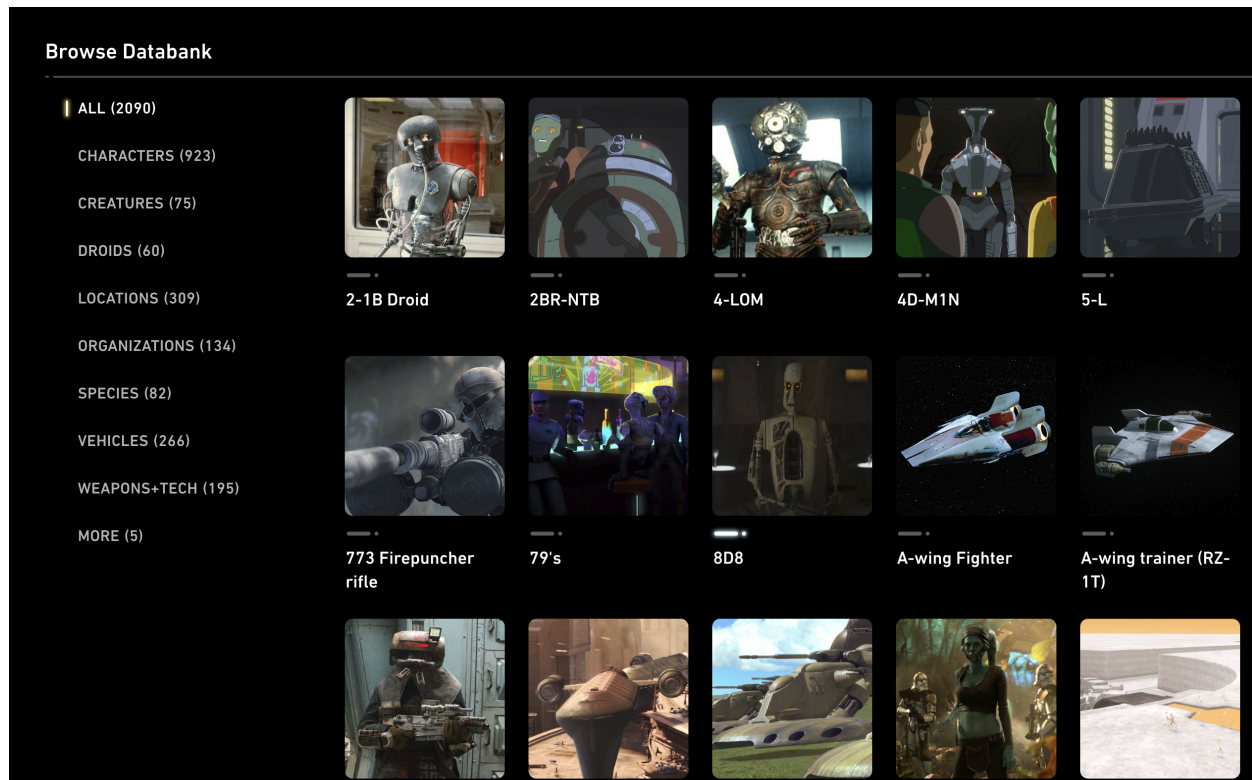 Browse Databank
ALL (2090)
CHARACTERS (923)
CREATURES (75)
DROIDS (60)
LOCATIONS (309)
ORGANIZATIONS (134)
SPECIES (82)
VEHICLES (266)
WEAPONS+TECH (195)
MORE (5)
2-1B Droid
2BR-NTB
4-LOM
4D-M1N
5-L
773 Firepuncher
rifle
79's
8D8
A-wing Fighter
A-wing trainer (RZ-
1T)